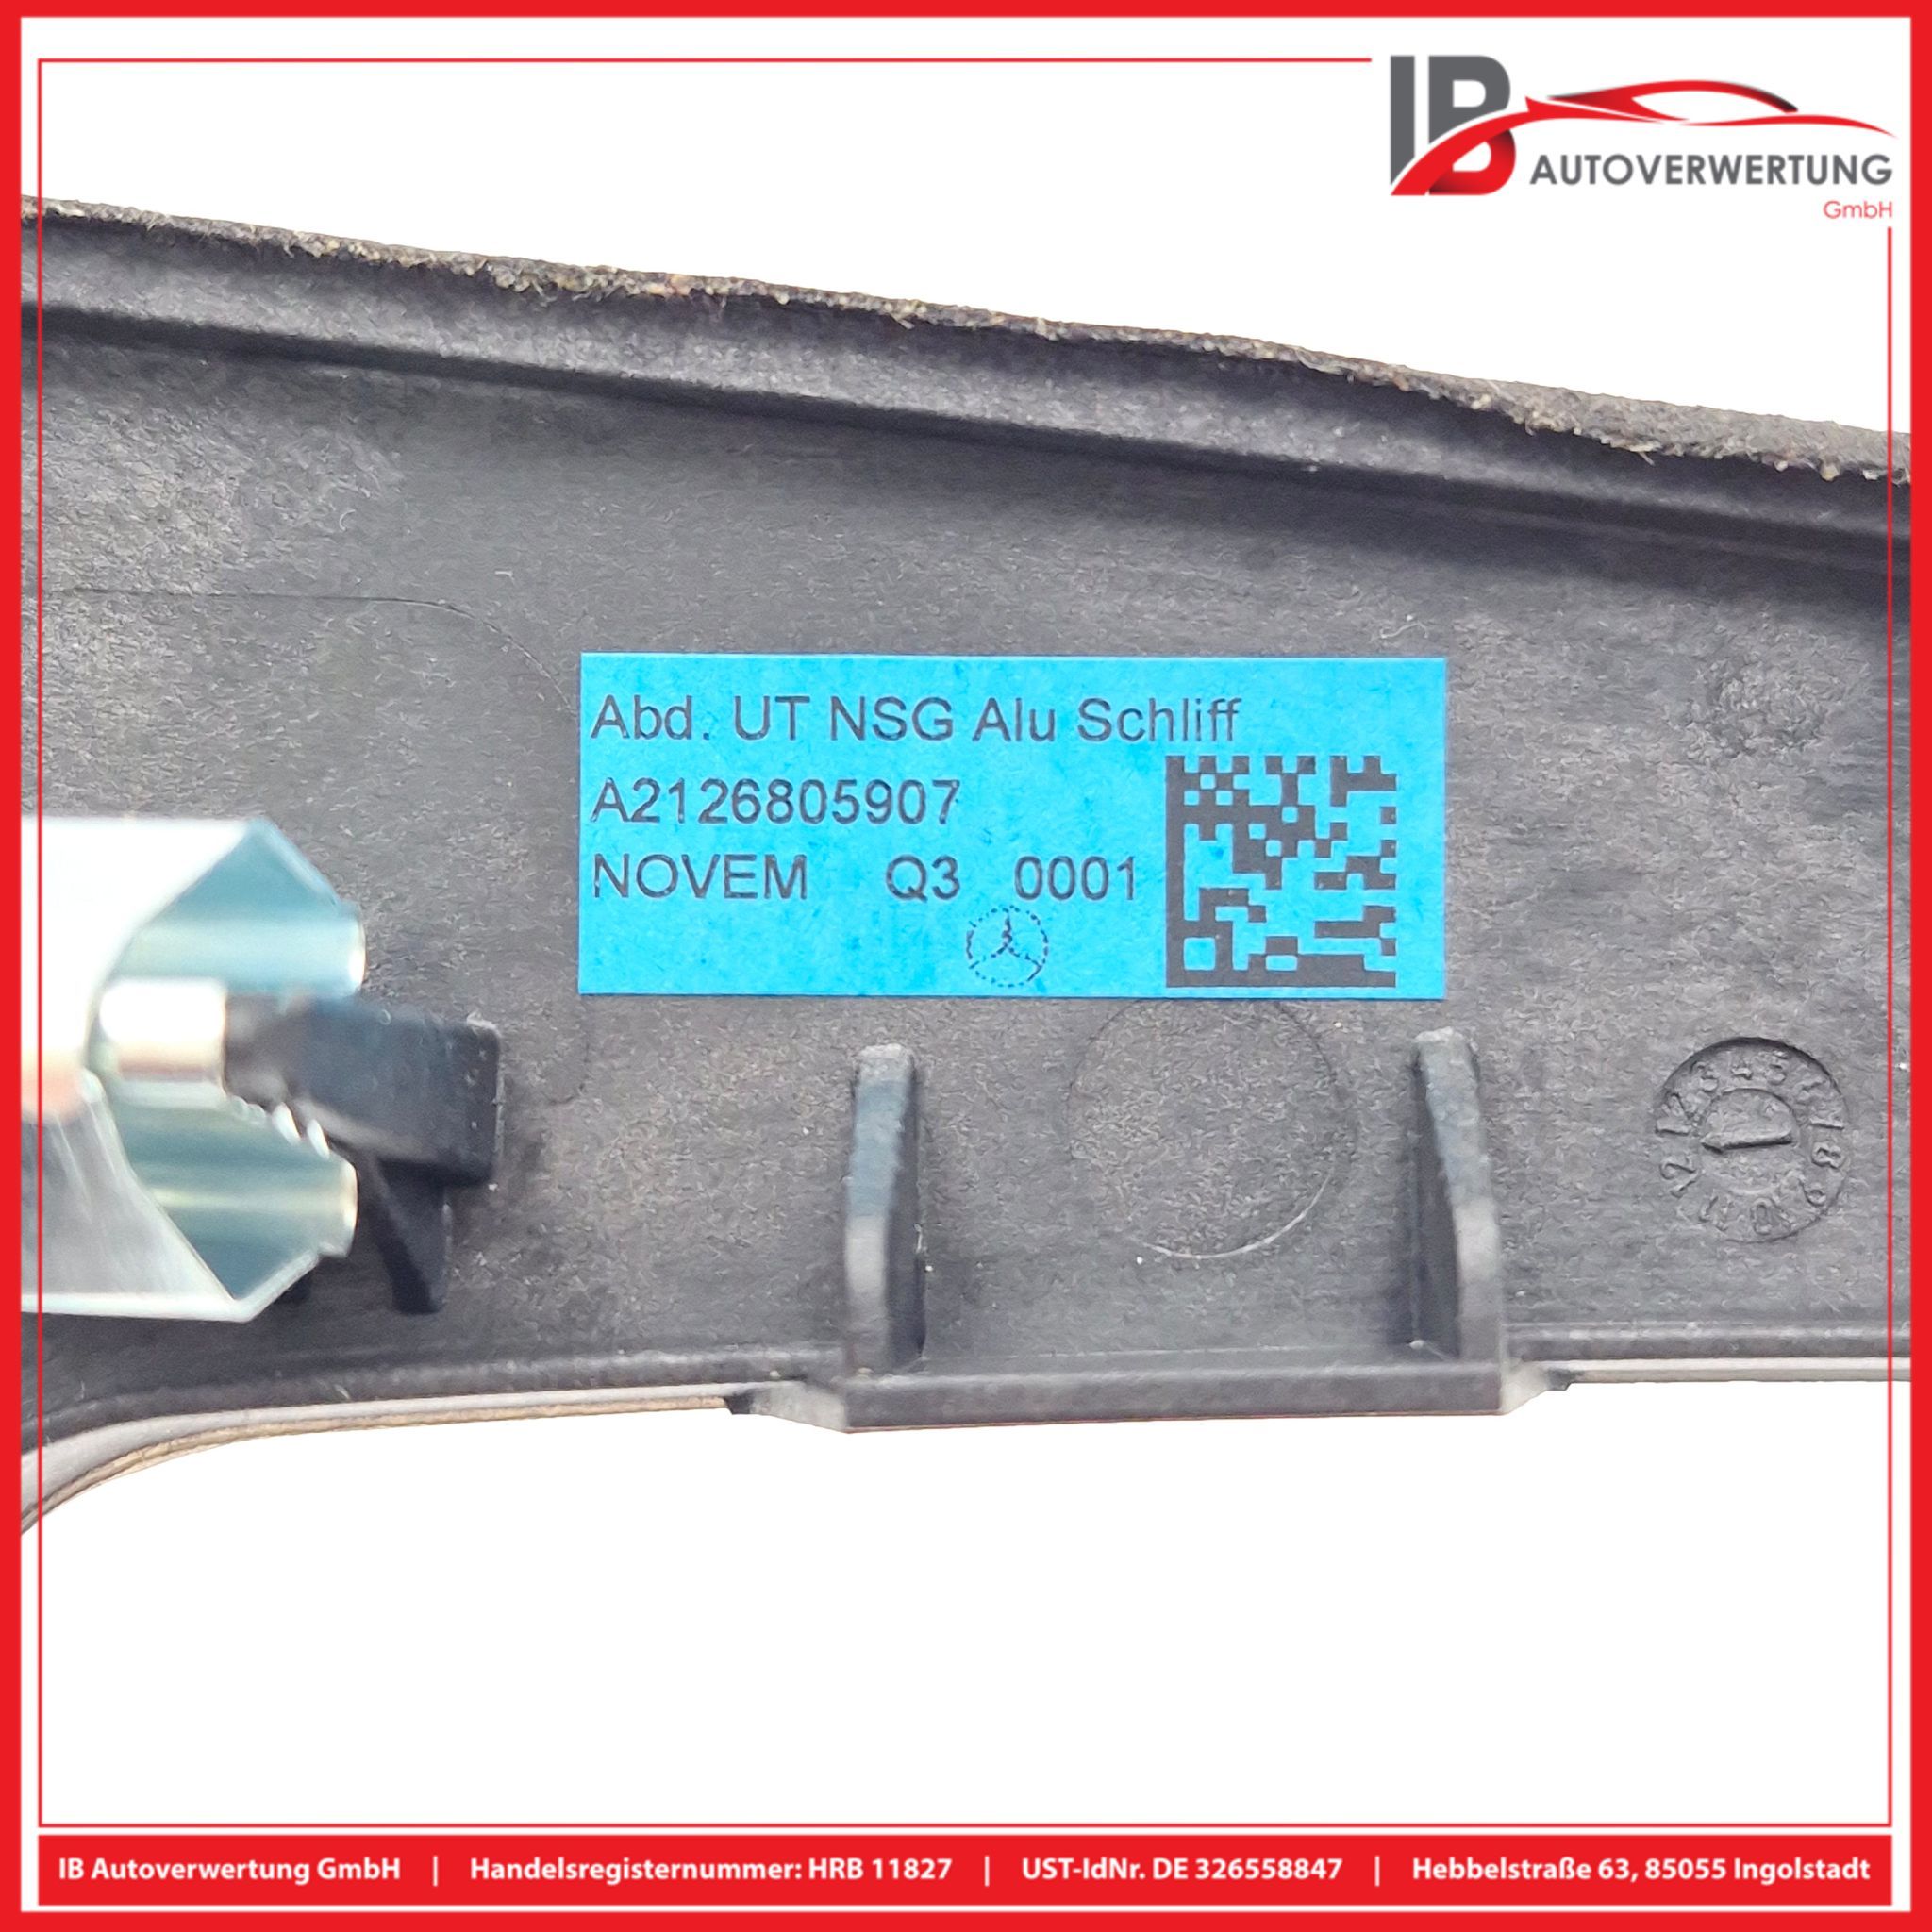 IB AUTOVERWERTUNG
GmbH
Abd. UT NSG Alu Schliff
A2126805907
NOVEM Q3 0001
IB Autoverwertung GmbH | Handelsregisternummer: HRB 11827 | UST-IdNr. DE 326558847 | Hebbelstraße 63, 85055 Ingolstadt